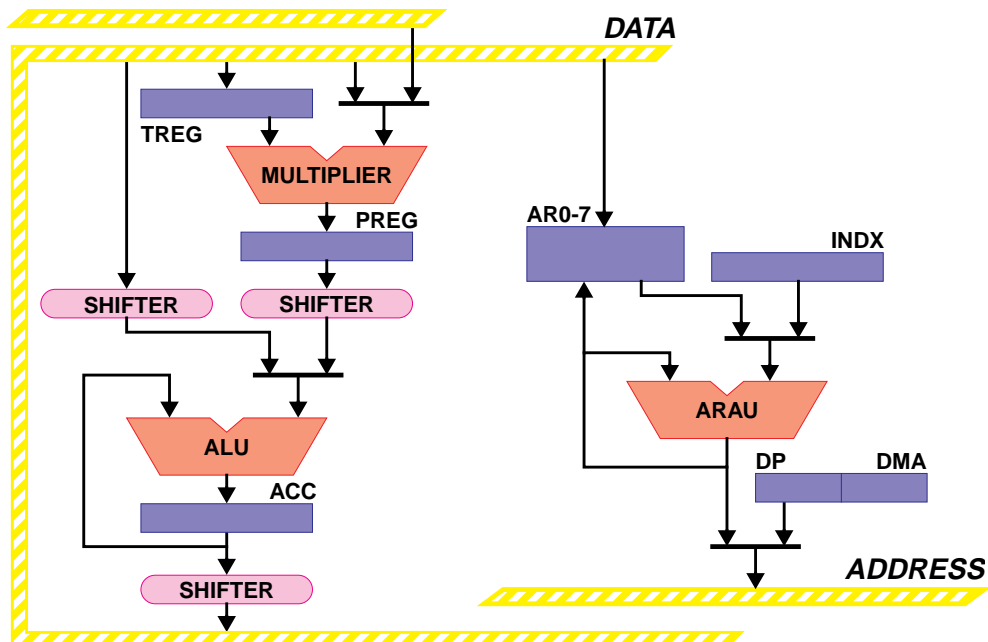 DATA
TREG
MULTIPLIER
PREG
AR0-7
INDX
SHIFTER
SHIFTER
ARAU
ALU
DP
DMA
ACC
ADDRESS
SHIFTER